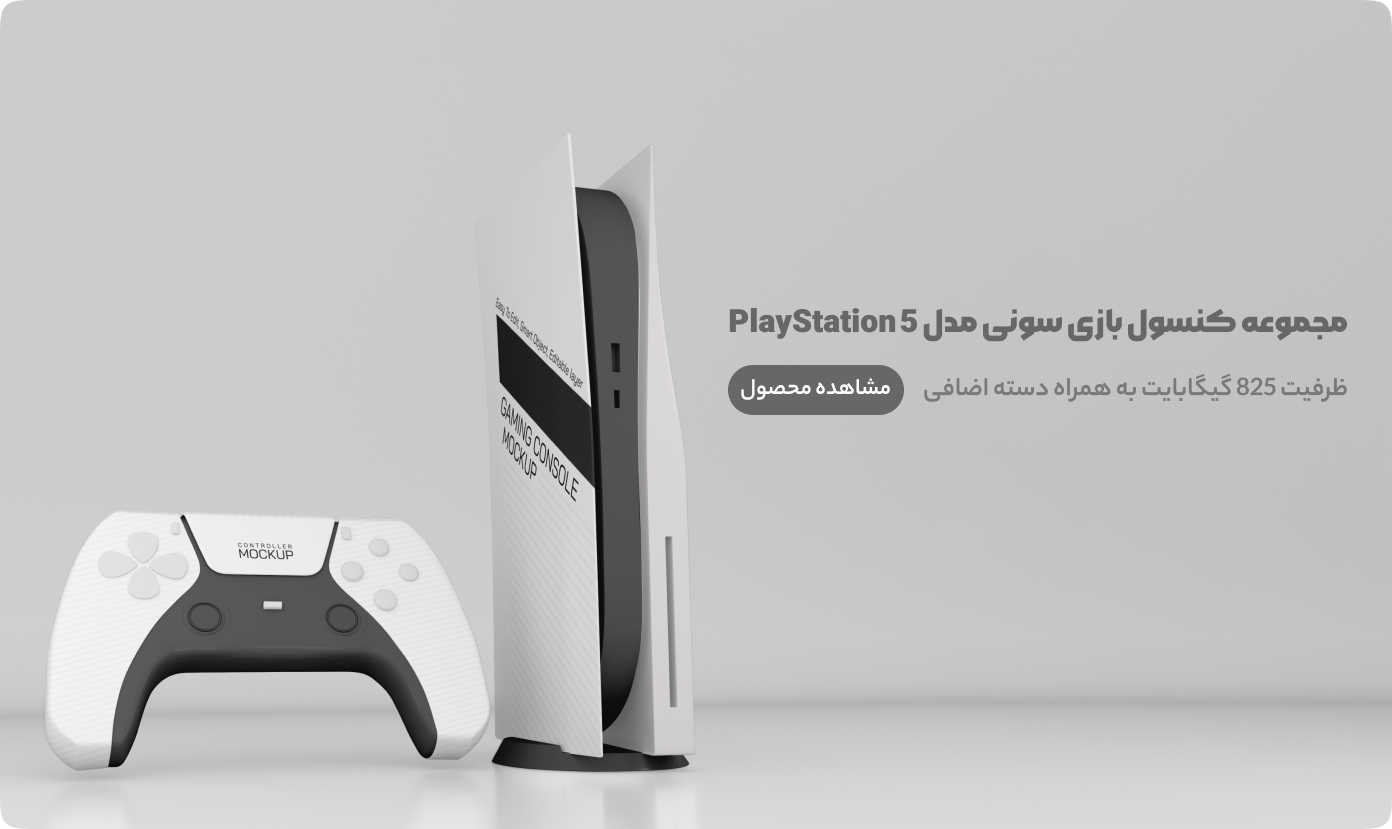 مجموعه کنسول بازی سونی مدل PlayStation 5
ظرفیت 825 گیگابایت به همراه دسته اضافی
مشاهده محصول
Easy To Edit, Smart Object, Editable layer
GAMING CONSOLE
MOCKUP
CONTROLLER
MOCKUP